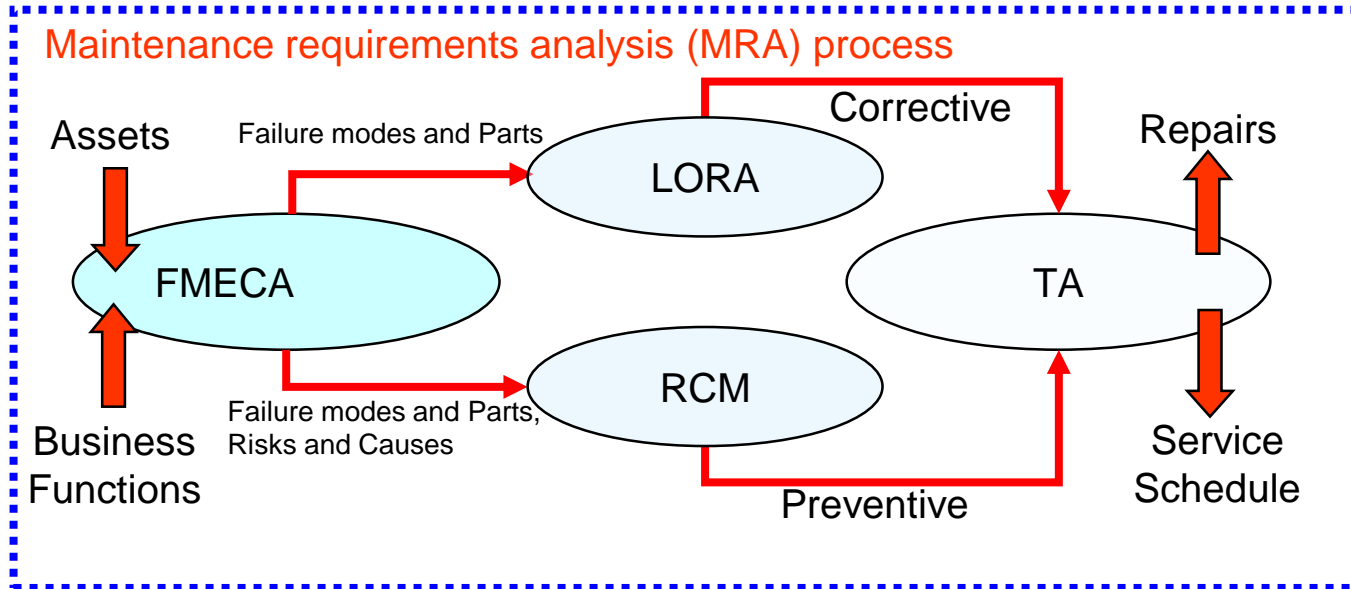 Maintenance requirements analysis (MRA) process
Corrective
Assets
Failure modes and Parts
Repairs
LORA
FMECA
TA
RCM
Failure modes and Parts,
Risks and Causes
Business
Functions
Service
Schedule
Preventive